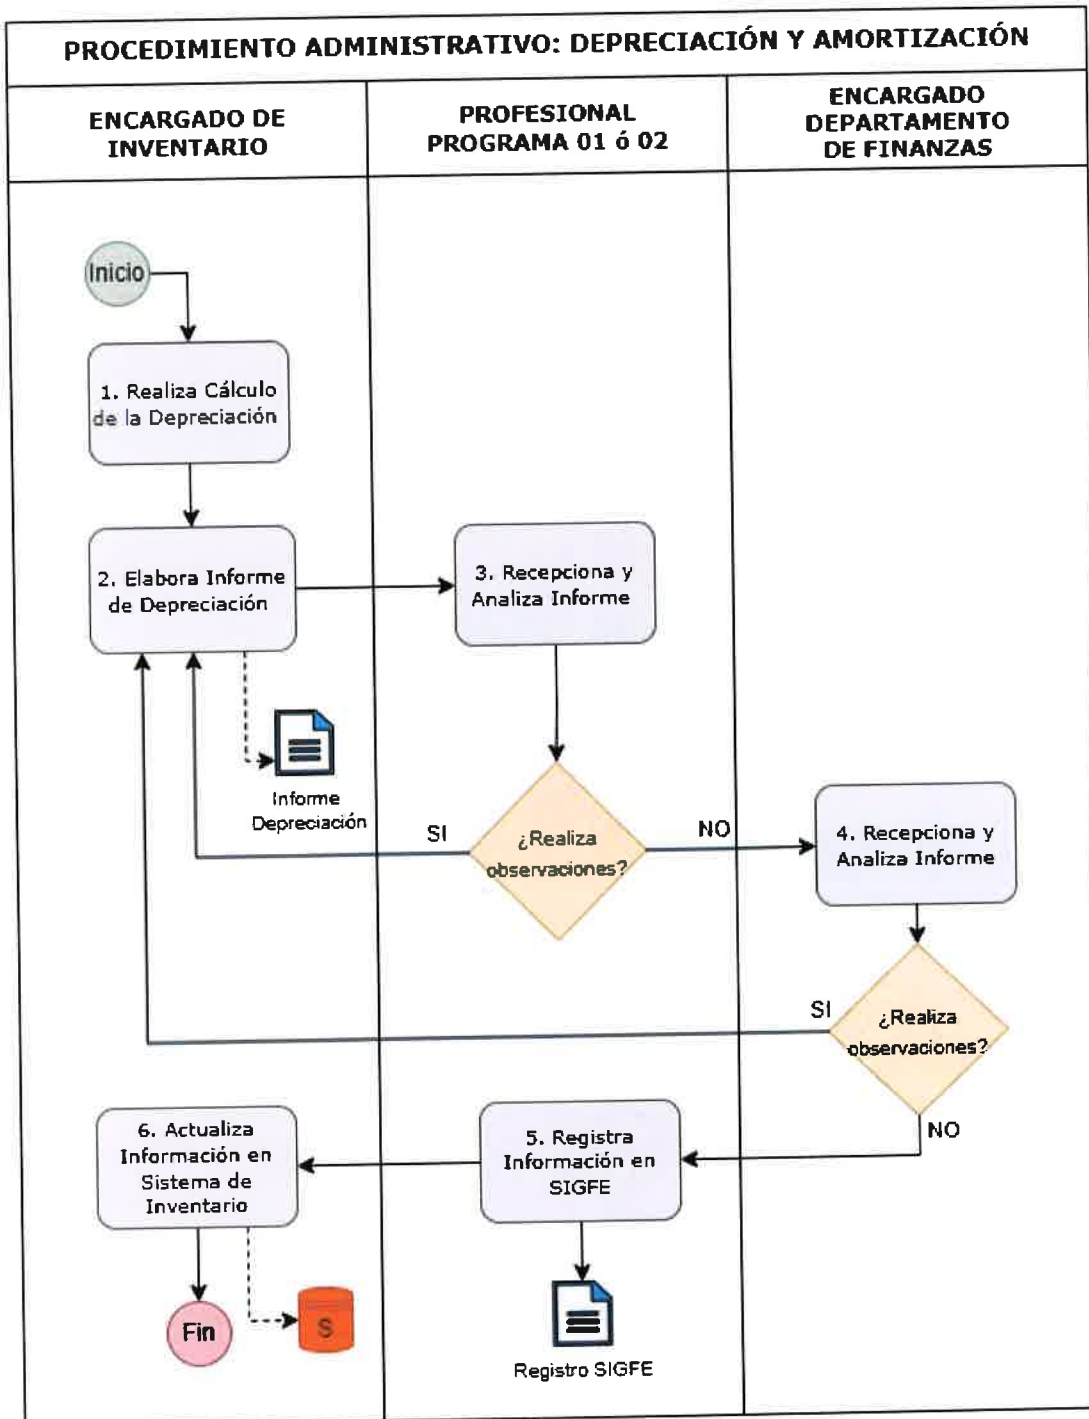 PROCEDIMIENTO ADMINISTRATIVO: DEPRECIACIÓN Y AMORTIZACIÓN
ENCARGADO DE
INVENTARIO
PROFESIONAL
PROGRAMA 01 ó 02
ENCARGADO
DEPARTAMENTO
DE FINANZAS
Inicio
1. Realiza Cálculo
de la Depreciación
2. Elabora Informe
de Depreciación
3. Recepciona y
Analiza Informe
Informe
Depreciación
SI
¿Realiza
observaciones?
NO
4. Recepciona y
Analiza Informe
SI
¿Realiza
observaciones?
NO
5. Registra
Información en
SIGFE
6. Actualiza
Información en
Sistema de
Inventario
Fin
S
Registro SIGFE